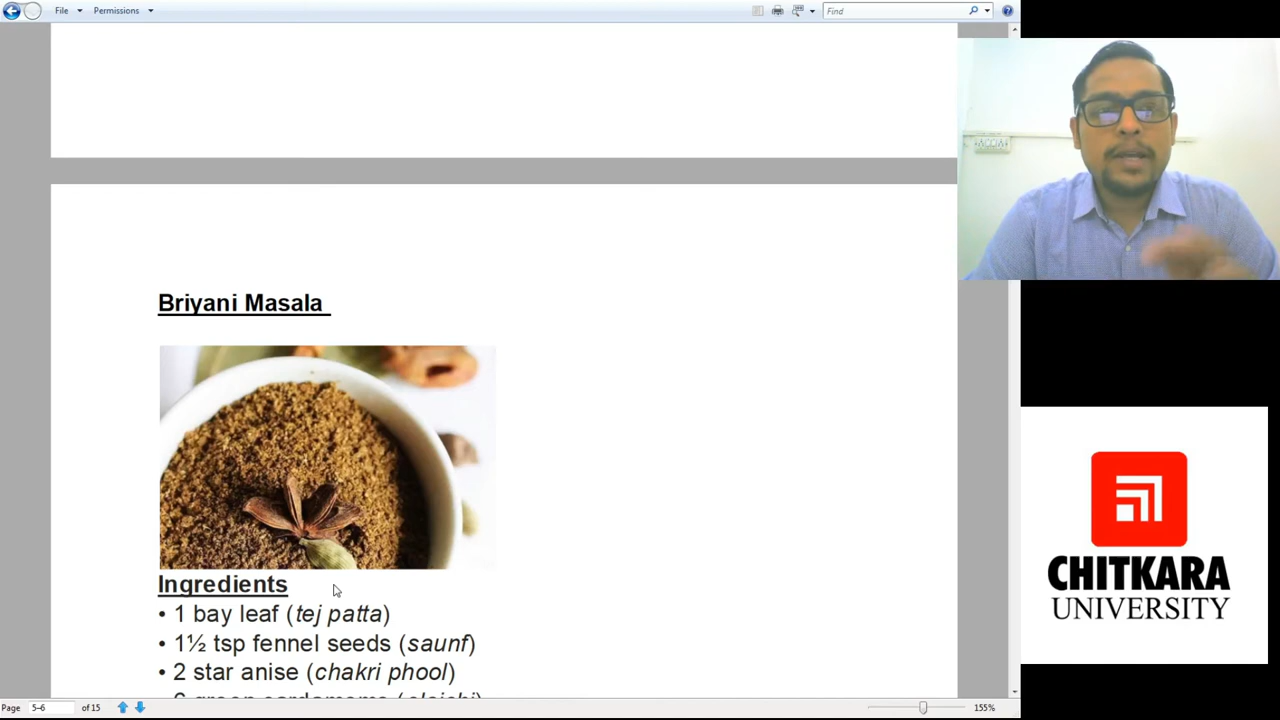 File
Permissions
Find
Briyani Masala
Ingredients
• 1 bay leaf (tej patta)
• 1½ tsp fennel seeds (saunf)
• 2 star anise (chakri phool)
CHITKARA
UNIVERSITY
Page 5-6 of 15
155%